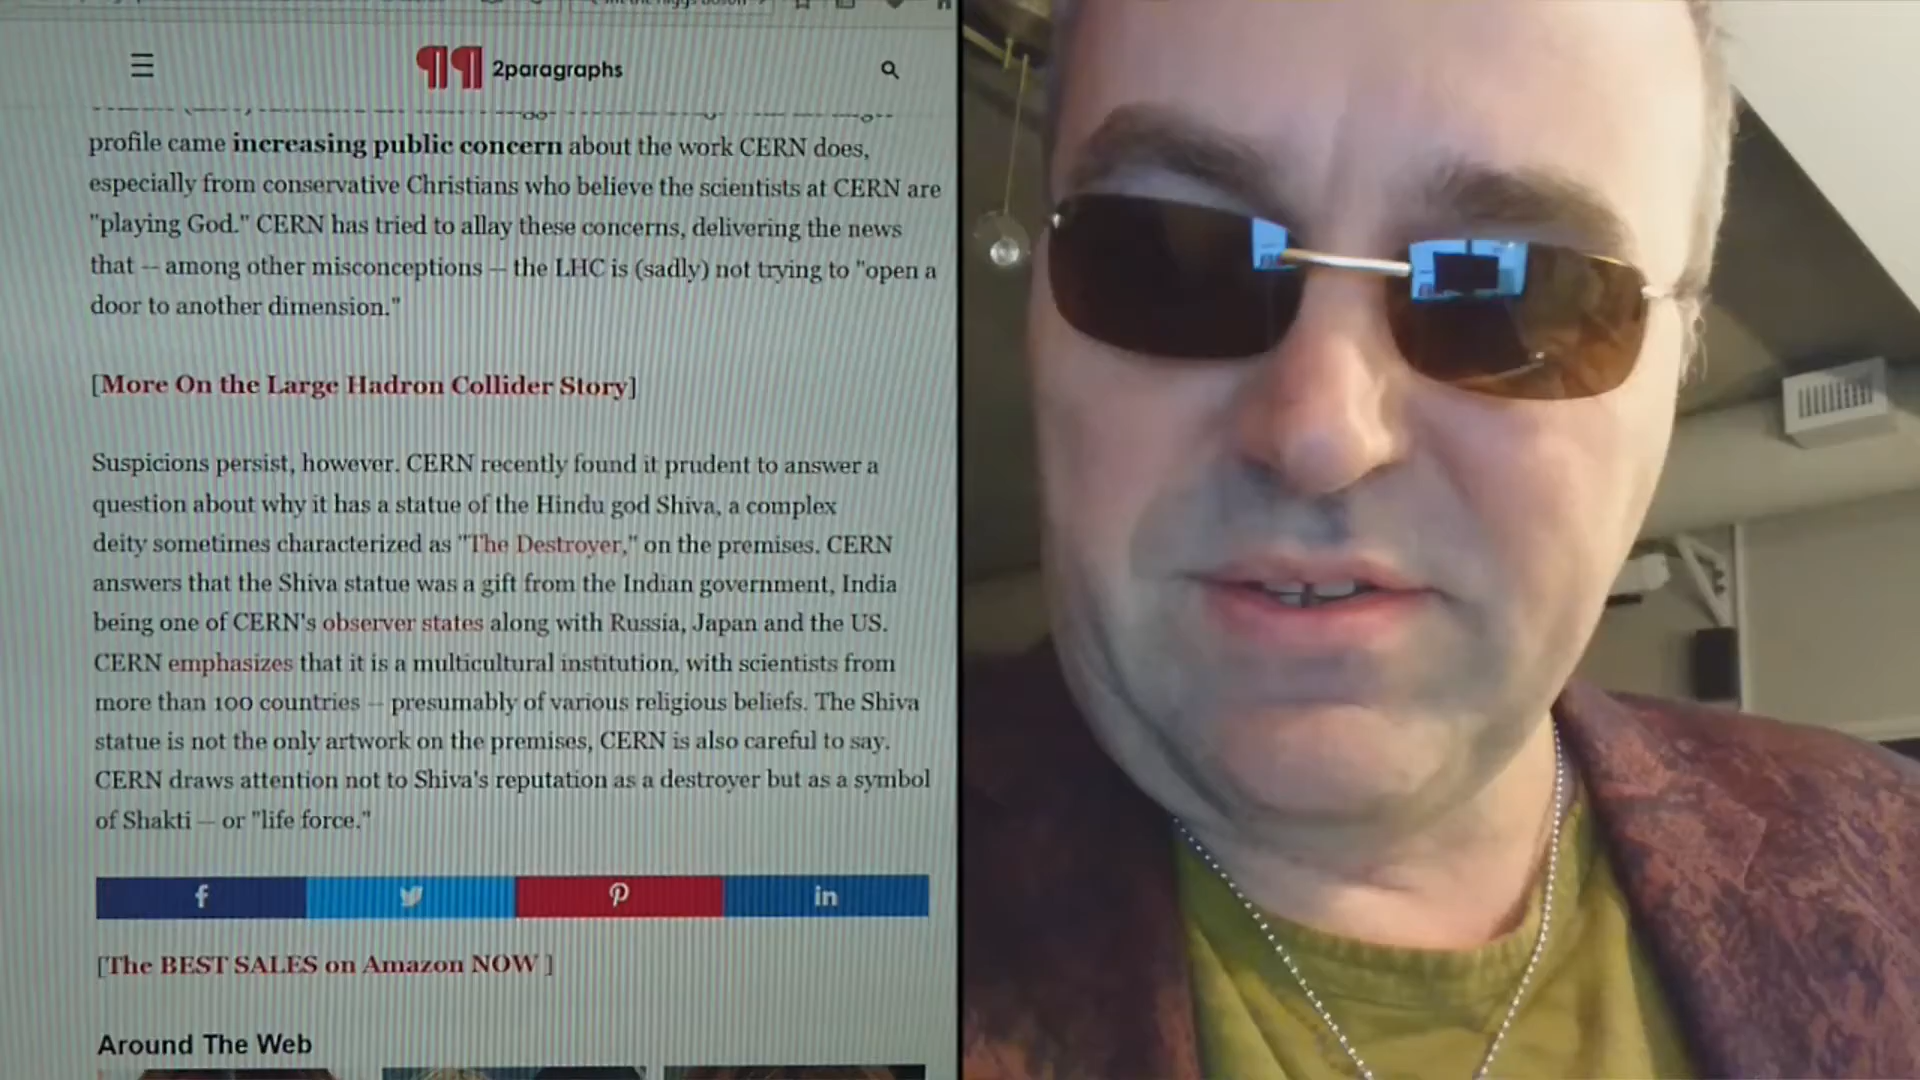 2paragraphs
profile came increasing public concern about the work CERN does,
especially from conservative Christians who believe the scientists at CERN are
"playing God." CERN has tried to allay these concerns, delivering the news
that — among other misconceptions — the LHC is (sadly) not trying to "open a
door to another dimension."
[More On the Large Hadron Collider Story]
Suspicions persist, however. CERN recently found it prudent to answer a
question about why it has a statue of the Hindu god Shiva, a complex
deity sometimes characterized as "The Destroyer," on the premises. CERN
answers that the Shiva statue was a gift from the Indian government, India
being one of CERN's observer states along with Russia, Japan and the US.
CERN emphasizes that it is a multicultural institution, with scientists from
more than 100 countries — presumably of various religious beliefs. The Shiva
statue is not the only artwork on the premises, CERN is also careful to say.
CERN draws attention not to Shiva's reputation as a destroyer but as a symbol
of Shakti — or "life force."
f in
[The BEST SALES on Amazon NOW ]
Around The Web